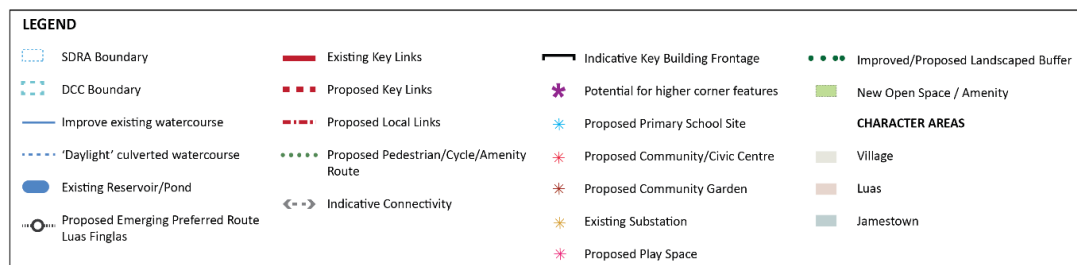 LEGEND
SDRA Boundary
DCC Boundary
Improve existing watercourse
‘Daylight’ culverted watercourse
Existing Reservoir/Pond
Proposed Emerging Preferred Route
Luas Finglas
Existing Key Links
Proposed Key Links
Proposed Local Links
Proposed Pedestrian/Cycle/Amenity
Route
Indicative Connectivity
Indicative Key Building Frontage
Potential for higher corner features
Proposed Primary School Site
Proposed Community/Civic Centre
Proposed Community Garden
Existing Substation
Proposed Play Space
Improved/Proposed Landscaped Buffer
New Open Space / Amenity
CHARACTER AREAS
Village
Luas
Jamestown